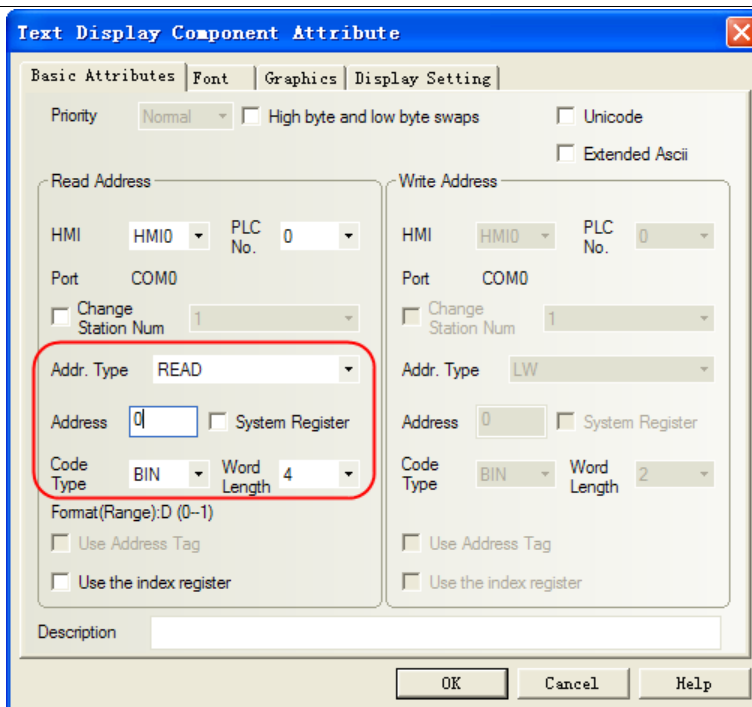 Text Display Component Attribute
Basic Attributes Font Graphics Display Setting
Priority Normal High byte and low byte swaps Unicode
Extended Ascii
Read Address
HMI HMI0 PLC No. 0
Port COM0
Change Station Num 1
Addr. Type READ
Address 0 System Register
Code Type BIN Word Length 4
Format(Range):D (0--1)
Use Address Tag
Use the index register
Write Address
HMI HMI0 PLC No. 0
Port COM0
Change Station Num 1
Addr. Type LW
Address 0 System Register
Code Type BIN Word Length 2
Use Address Tag
Use the index register
Description
OK Cancel Help